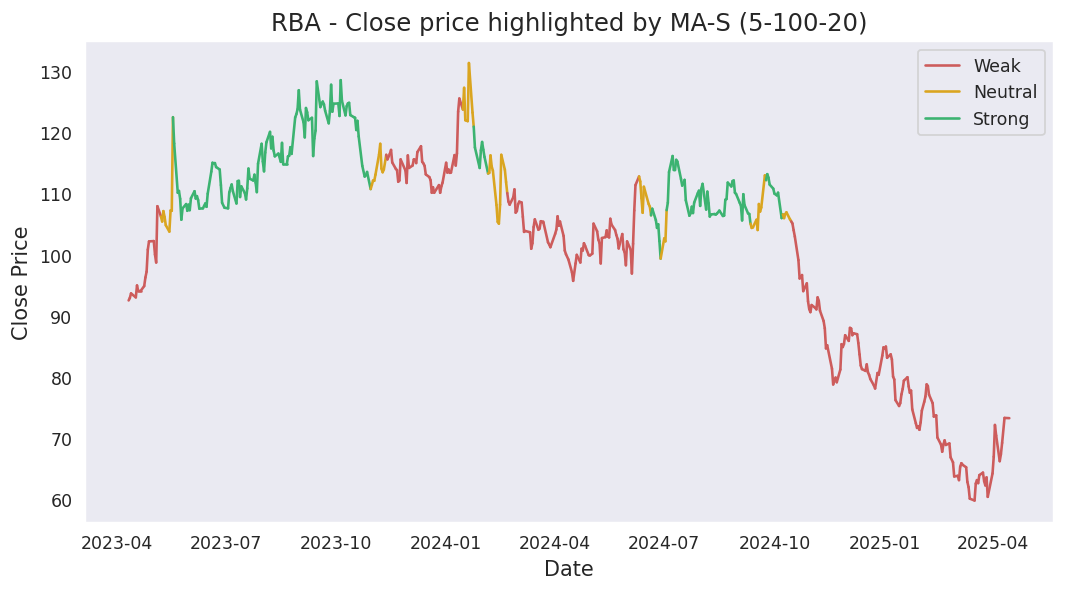 RBA - Close price highlighted by MA-S (5-100-20)
Weak
Neutral
Strong
Close Price
130
120
110
100
90
80
70
60
2023-04 2023-07 2023-10 2024-01 2024-04 2024-07 2024-10 2025-01 2025-04
Date